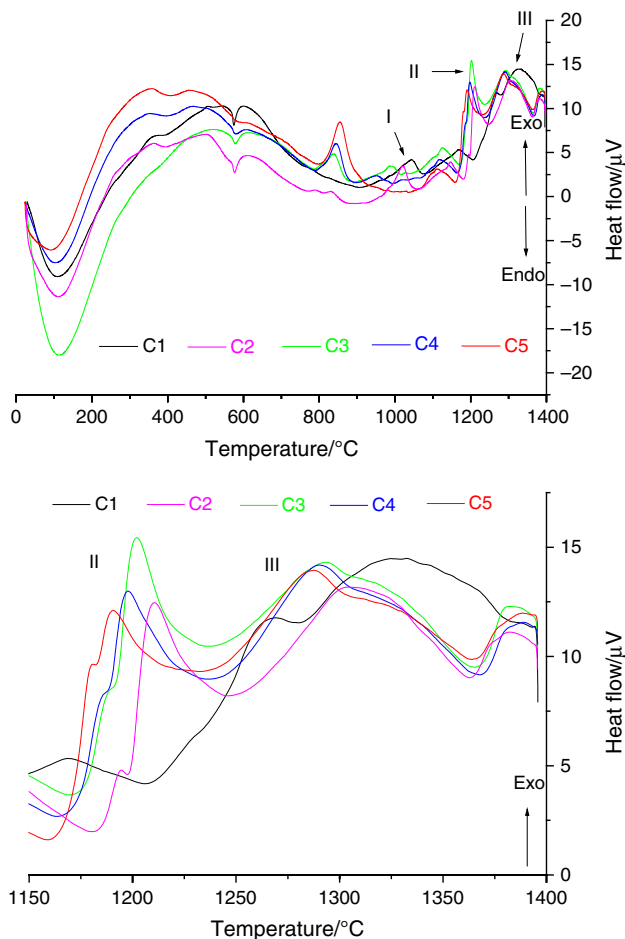 20
15
10
5
0
−5
−10
−15
−20
Heat flow/µV
III
II
I
Exo
Endo
C1 C2 C3 C4 C5
0 200 400 600 800 1000 1200 1400
Temperature/°C
C1 C2 C3 C4 C5
II
III
15
10
5
0
Heat flow/µV
Exo
1150 1200 1250 1300 1350 1400
Temperature/°C